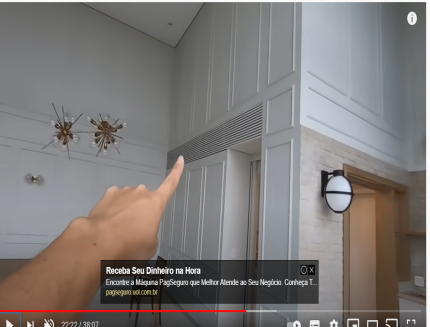 Receba Seu Dinheiro na Hora
Encontre a Máquina PagSeguro que Melhor Atende ao Seu Negócio. Conheça T...
pagseguro.uol.com.br
22:22 / 38:07